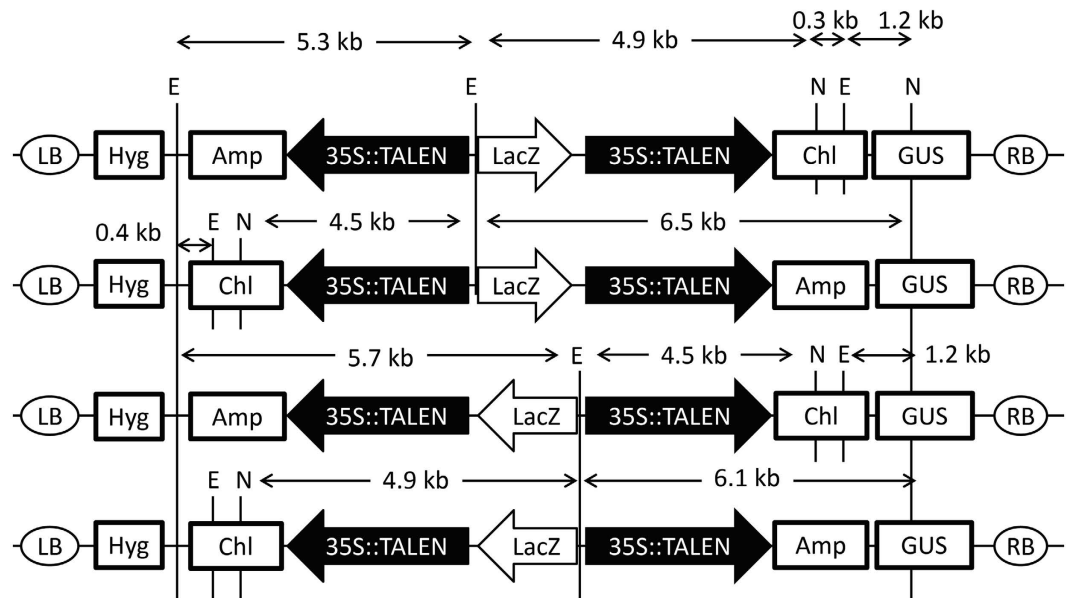 5.3 kb 4.9 kb 0.3 kb 1.2 kb
E E N E N
LB Hyg Amp 35S::TALEN LacZ 35S::TALEN Chl GUS RB
0.4 kb E N 4.5 kb 6.5 kb
LB Hyg Chl 35S::TALEN LacZ 35S::TALEN Amp GUS RB
5.7 kb E 4.5 kb N E 1.2 kb
LB Hyg Amp 35S::TALEN LacZ 35S::TALEN Chl GUS RB
E N 4.9 kb 6.1 kb
LB Hyg Chl 35S::TALEN LacZ 35S::TALEN Amp GUS RB